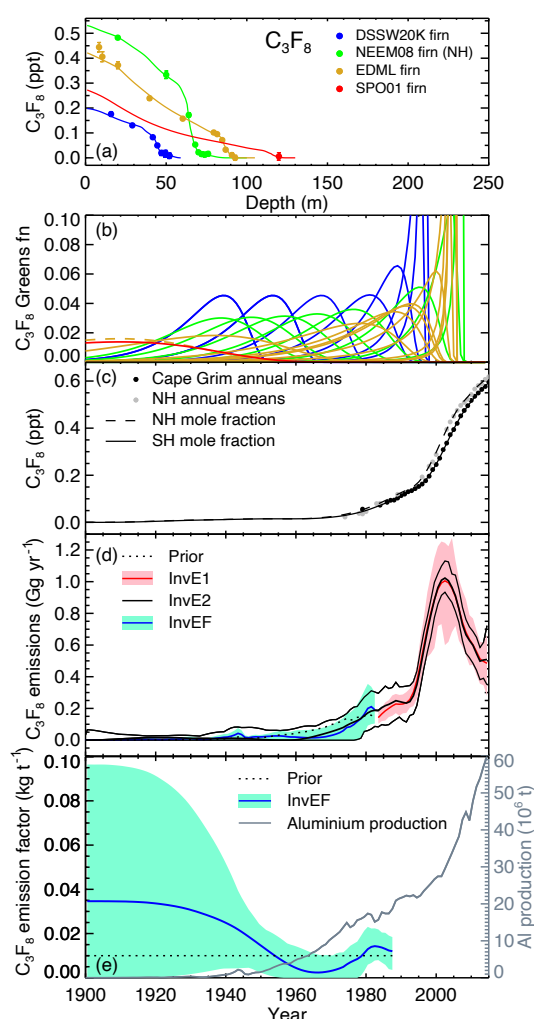 C₃F₈
DSSW20K firn
NEEM08 firn (NH)
EDML firn
SPO01 firn
C₃F₈ (ppt)
0.5
0.4
0.3
0.2
0.1
0.0
(a)
0 50 100 150 200 250
Depth (m)
(b)
C₃F₈ Greens fn
0.10
0.08
0.06
0.04
0.02
0.00
(c)
Cape Grim annual means
NH annual means
NH mole fraction
SH mole fraction
C₃F₈ (ppt)
0.6
0.4
0.2
0.0
(d)
Prior
InvE1
InvE2
InvEF
C₃F₈ emissions (Gg yr⁻¹)
1.2
1.0
0.8
0.6
0.4
0.2
0.0
Prior
InvEF
Aluminium production
C₃F₈ emission factor (kg t⁻¹)
0.10
0.08
0.06
0.04
0.02
0.00
(e)
60
50
40
30
20
10
0
Al production (10⁶ t)
1900 1920 1940 1960 1980 2000
Year